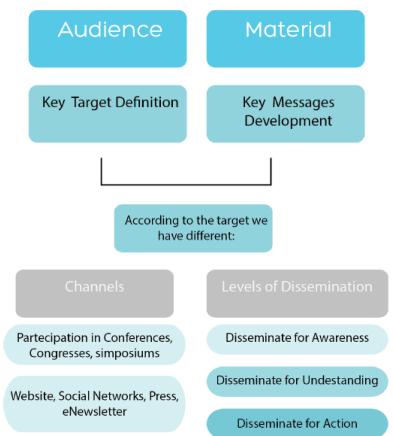 Audience
Material
Key Target Definition
Key Messages
Development
According to the target we
have different:
Channels
Levels of Dissemination
Partecipation in Conferences,
Congresses, simposiums
Disseminate for Awareness
Website, Social Networks, Press,
eNewsletter
Disseminate for Undestanding
Disseminate for Action